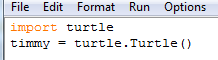 File Edit Format Run Options
import turtle
timmy = turtle.Turtle()